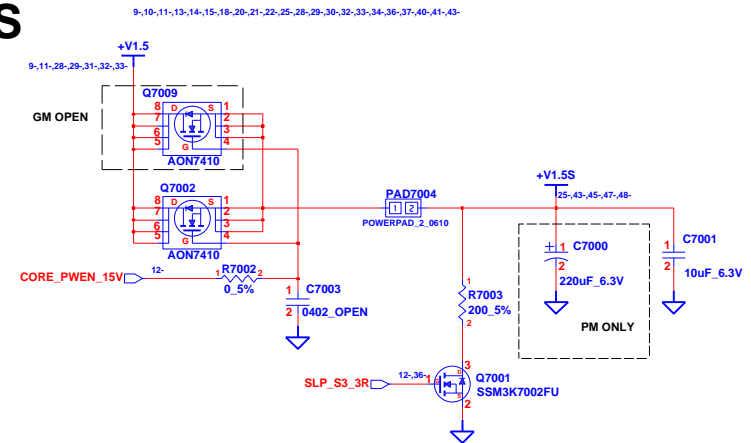 S
9-,10-,11-,13-,14-,15-,18-,20-,21-,22-,25-,28-,29-,30-,32-,33-,34-,36-,37-,40-,41-,43-
+V1.5
9-,11-,28-,29-,31-,32-,33-
Q7009
GM OPEN
8 D S 1
7 2
6 3
5 G 4
AON7410
Q7002
8 D S 1
7 2
6 3
5 G 4
AON7410
PAD7004
1 2
POWERPAD_2_0610
+V1.5S
25-,43-,45-,47-,48-
CORE_PWEN_15V
12-
1 R7002 2
0_5%
1 C7003
2 0402_OPEN
1
R7003
200_5%
2
+ 1 C7000
2
220uF_6.3V
PM ONLY
1 C7001
2
10uF_6.3V
SLP_S3_3R
12-,36-
1 G
3
D
S
2
Q7001
SSM3K7002FU